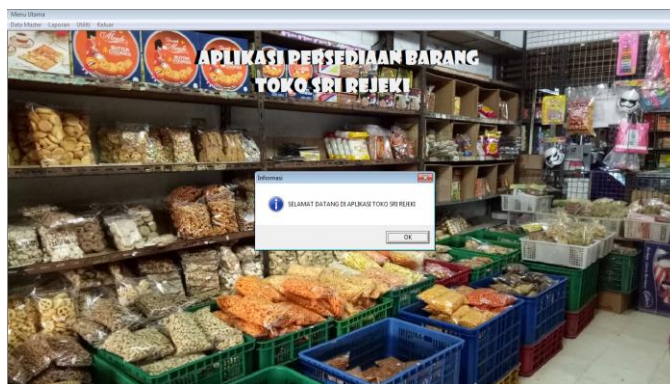 Menu Utama
Data Master Laporan Utiliti Keluar
APLIKASI PERSEDIAAN BARANG
TOKO SRI REJEKI
Informasi
SELAMAT DATANG DI APLIKASI TOKO SRI REJEKI
OK